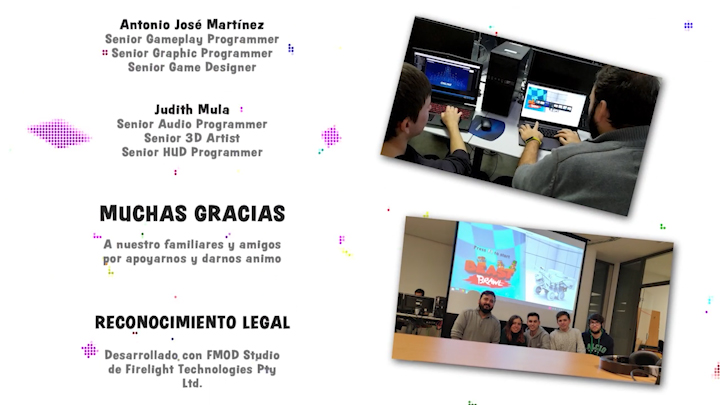 Antonio José Martínez
Senior Gameplay Programmer
Senior Graphic Programmer
Senior Game Designer
Judith Mula
Senior Audio Programmer
Senior 3D Artist
Senior HUD Programmer
MUCHAS GRACIAS
A nuestro familiares y amigos
por apoyarnos y darnos animo
RECONOCIMIENTO LEGAL
Desarrollado con FMOD Studio
de Firelight Technologies Pty
Ltd.
BRAWL